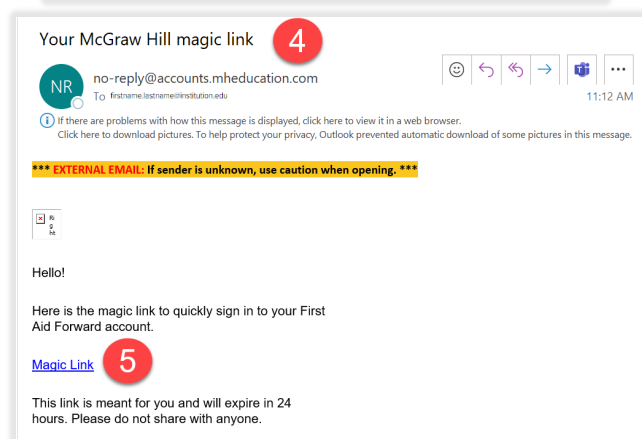 Your McGraw Hill magic link
4
NR
no-reply@accounts.mheducation.com
To firstname.lastname@institution.edu
11:12 AM
If there are problems with how this message is displayed, click here to view it in a web browser.
Click here to download pictures. To help protect your privacy, Outlook prevented automatic download of some pictures in this message.
*** EXTERNAL EMAIL: If sender is unknown, use caution when opening. ***
Ri
g
ht
Hello!
Here is the magic link to quickly sign in to your First
Aid Forward account.
Magic Link
5
This link is meant for you and will expire in 24
hours. Please do not share with anyone.